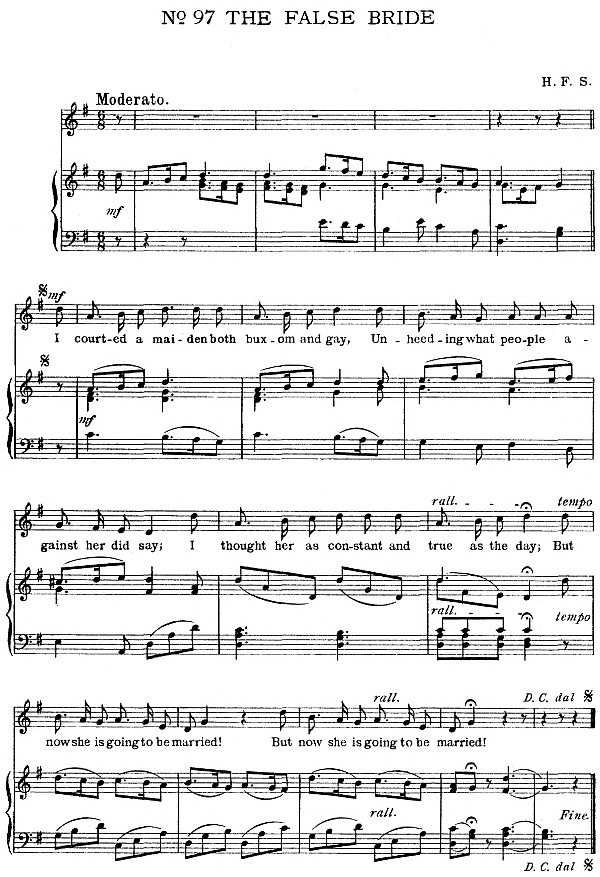 No 97 THE FALSE BRIDE
H. F. S.
Moderato.
mf
mf
I court-ed a mai-den both bux-om and gay, Un-heed-ing what peo-ple a-
mf
rall. - - - - tempo
gainst her did say; I thought her as con-stant and true as the day; But
rall. - - - - tempo
rall. D. C. dal
now she is going to be married! But now she is going to be married!
rall. Fine.
D. C. dal